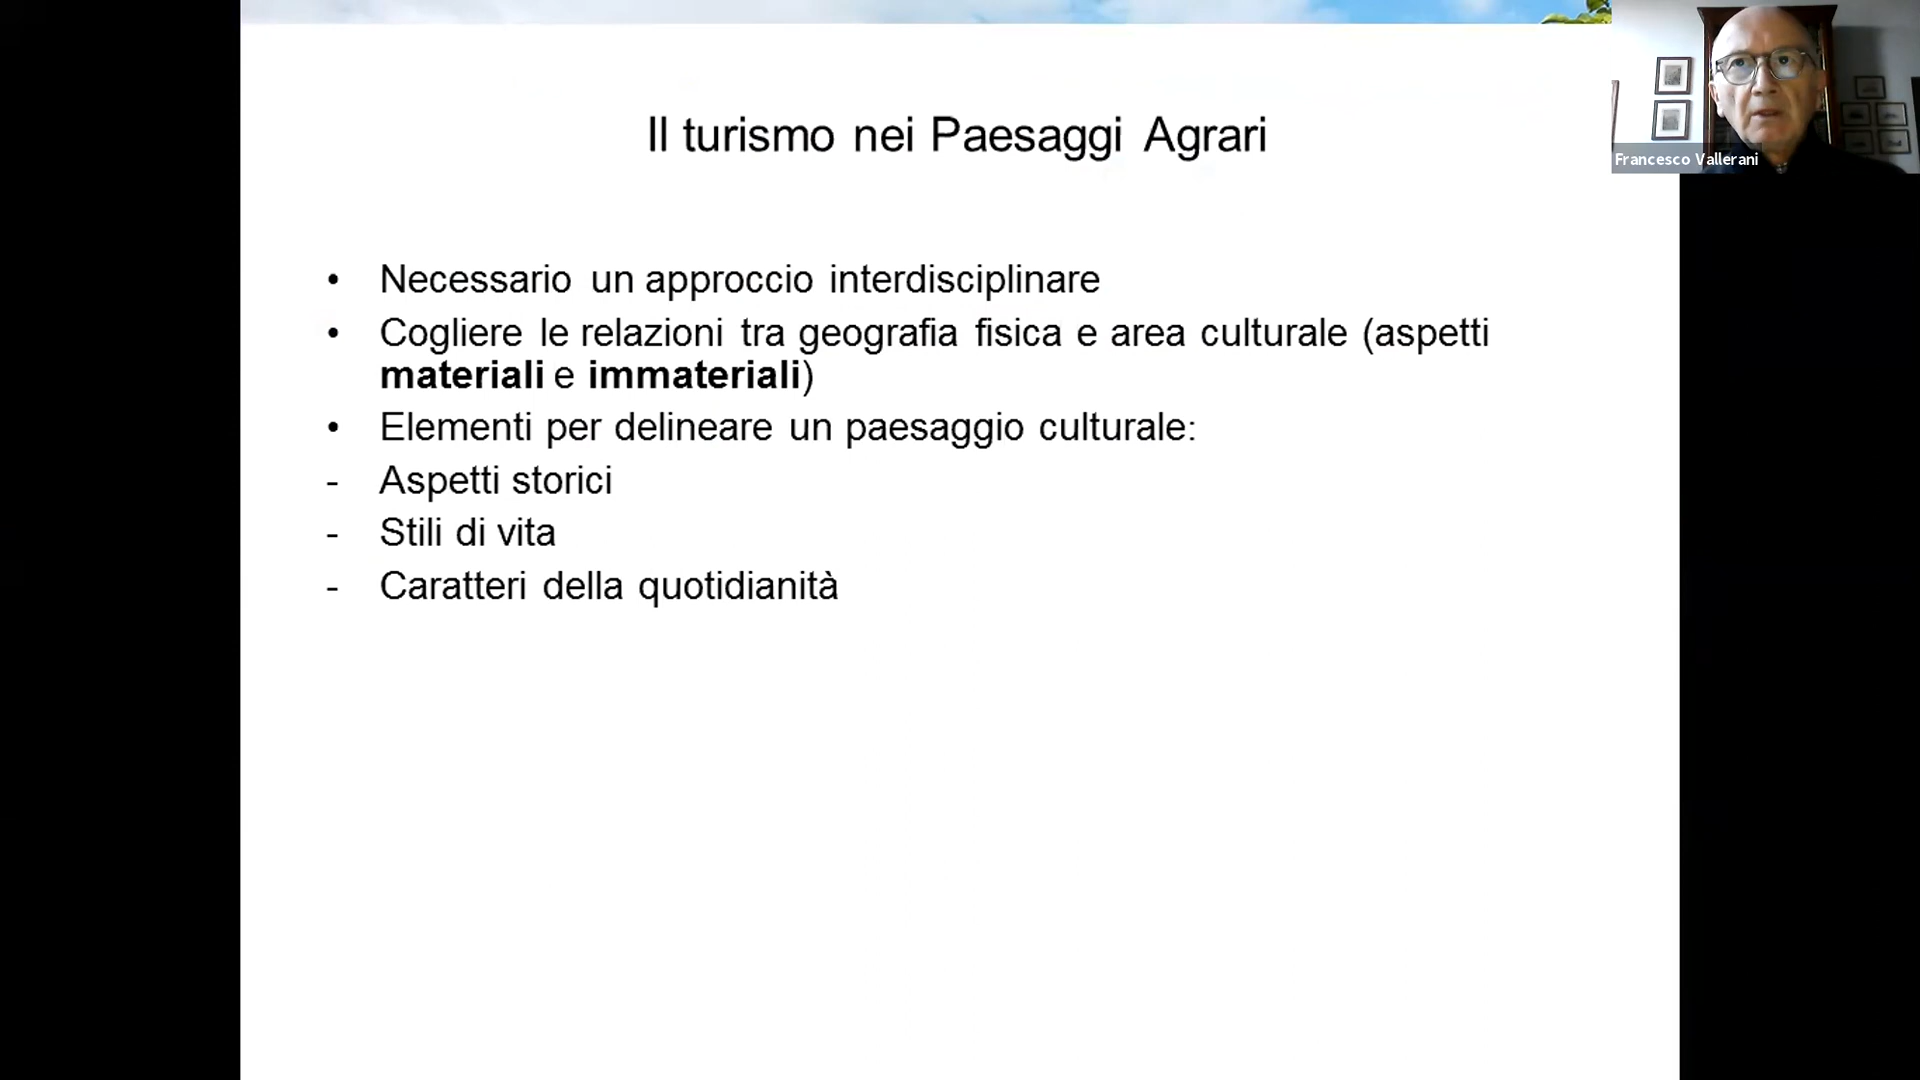 Il turismo nei Paesaggi Agrari
Francesco Vallerani
• Necessario un approccio interdisciplinare
• Cogliere le relazioni tra geografia fisica e area culturale (aspetti
materiali e immateriali)
• Elementi per delineare un paesaggio culturale:
- Aspetti storici
- Stili di vita
- Caratteri della quotidianità